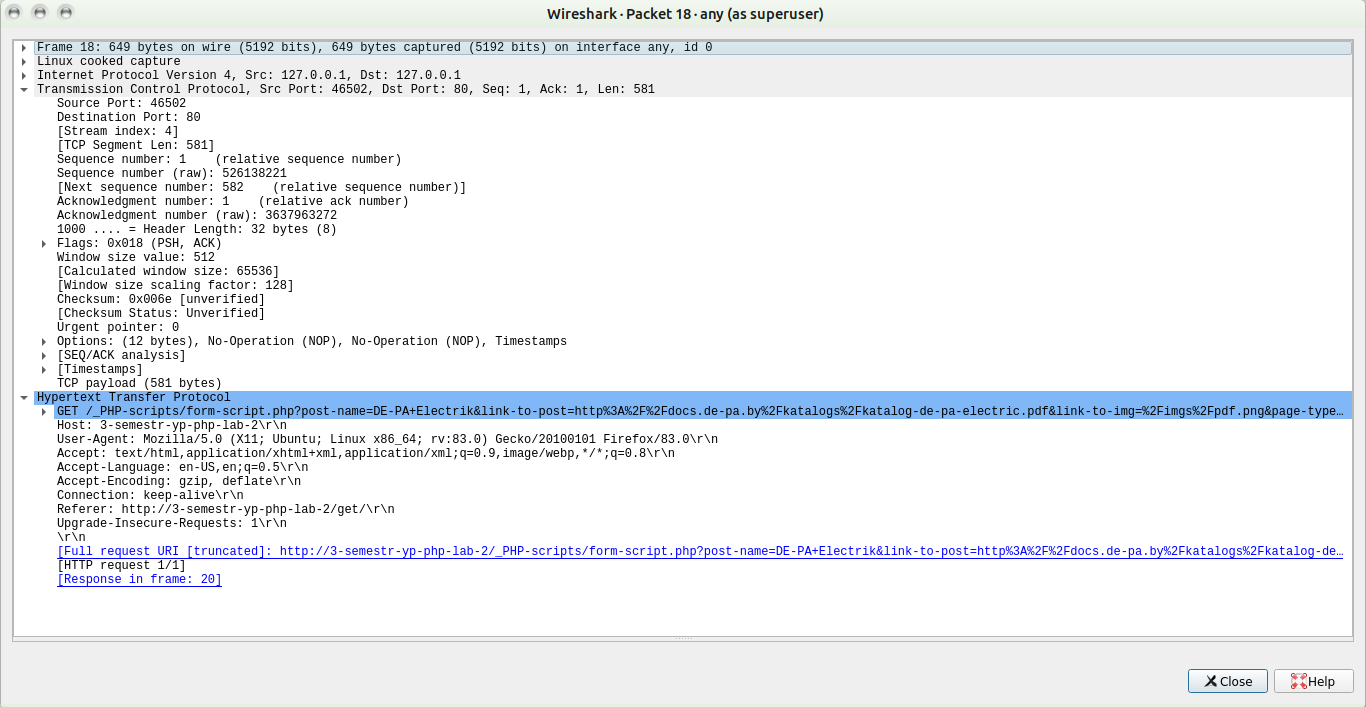 Wireshark · Packet 18 · any (as superuser)
Frame 18: 649 bytes on wire (5192 bits), 649 bytes captured (5192 bits) on interface any, id 0
Linux cooked capture
Internet Protocol Version 4, Src: 127.0.0.1, Dst: 127.0.0.1
Transmission Control Protocol, Src Port: 46502, Dst Port: 80, Seq: 1, Ack: 1, Len: 581
Source Port: 46502
Destination Port: 80
[Stream index: 4]
[TCP Segment Len: 581]
Sequence number: 1    (relative sequence number)
Sequence number (raw): 526138221
[Next sequence number: 582    (relative sequence number)]
Acknowledgment number: 1    (relative ack number)
Acknowledgment number (raw): 3637963272
1000 .... = Header Length: 32 bytes (8)
Flags: 0x018 (PSH, ACK)
Window size value: 512
[Calculated window size: 65536]
[Window size scaling factor: 128]
Checksum: 0x006e [unverified]
[Checksum Status: Unverified]
Urgent pointer: 0
Options: (12 bytes), No-Operation (NOP), No-Operation (NOP), Timestamps
[SEQ/ACK analysis]
[Timestamps]
TCP payload (581 bytes)
Hypertext Transfer Protocol
GET /_PHP-scripts/form-script.php?post-name=DE-PA+Electrik&link-to-post=http%3A%2F%2Fdocs.de-pa.by%2Fkatalogs%2Fkatalog-de-pa-electric.pdf&link-to-img=%2Fimgs%2Fpdf.png&page-type…
Host: 3-semestr-yp-php-lab-2\r\n
User-Agent: Mozilla/5.0 (X11; Ubuntu; Linux x86_64; rv:83.0) Gecko/20100101 Firefox/83.0\r\n
Accept: text/html,application/xhtml+xml,application/xml;q=0.9,image/webp,*/*;q=0.8\r\n
Accept-Language: en-US,en;q=0.5\r\n
Accept-Encoding: gzip, deflate\r\n
Connection: keep-alive\r\n
Referer: http://3-semestr-yp-php-lab-2/get/\r\n
Upgrade-Insecure-Requests: 1\r\n
\r\n
[Full request URI [truncated]: http://3-semestr-yp-php-lab-2/_PHP-scripts/form-script.php?post-name=DE-PA+Electrik&link-to-post=http%3A%2F%2Fdocs.de-pa.by%2Fkatalogs%2Fkatalog-de…
[HTTP request 1/1]
[Response in frame: 20]
Close
Help